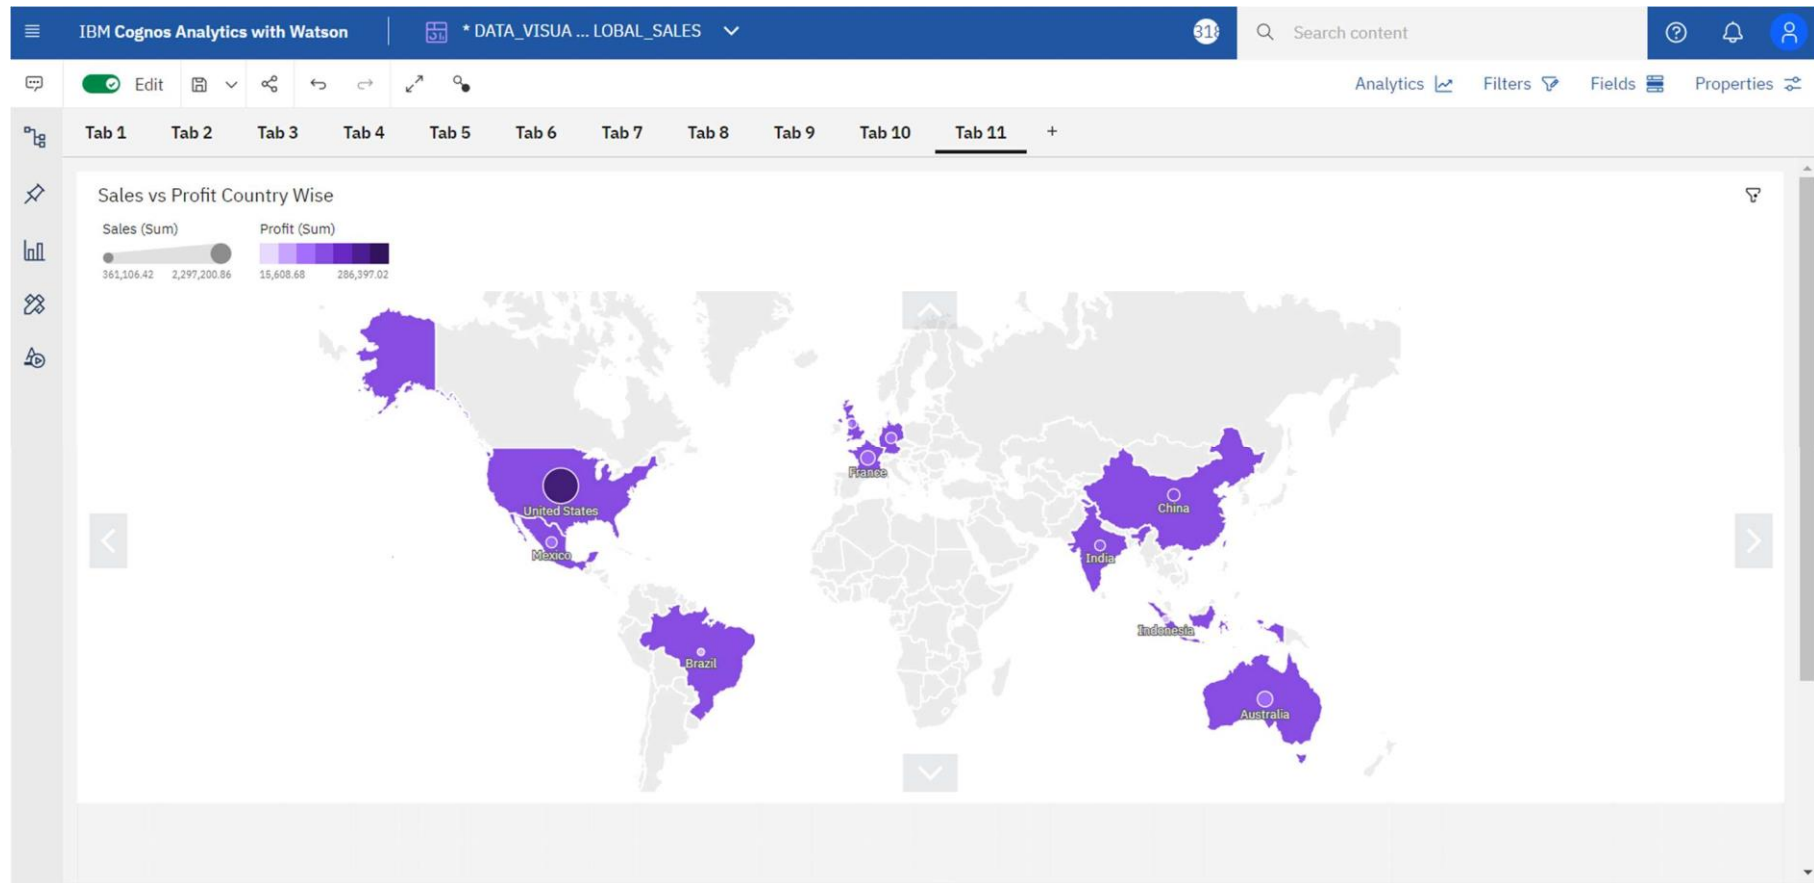 IBM Cognos Analytics with Watson
* DATA_VISUA ... LOBAL_SALES
318
Search content
Edit
Analytics
Filters
Fields
Properties
Tab 1 Tab 2 Tab 3 Tab 4 Tab 5 Tab 6 Tab 7 Tab 8 Tab 9 Tab 10 Tab 11 +
Sales vs Profit Country Wise
Sales (Sum)
361,106.42 2,297,200.86
Profit (Sum)
15,608.68 286,397.02
France
United States
China
Mexico
India
Indonesia
Brazil
Australia